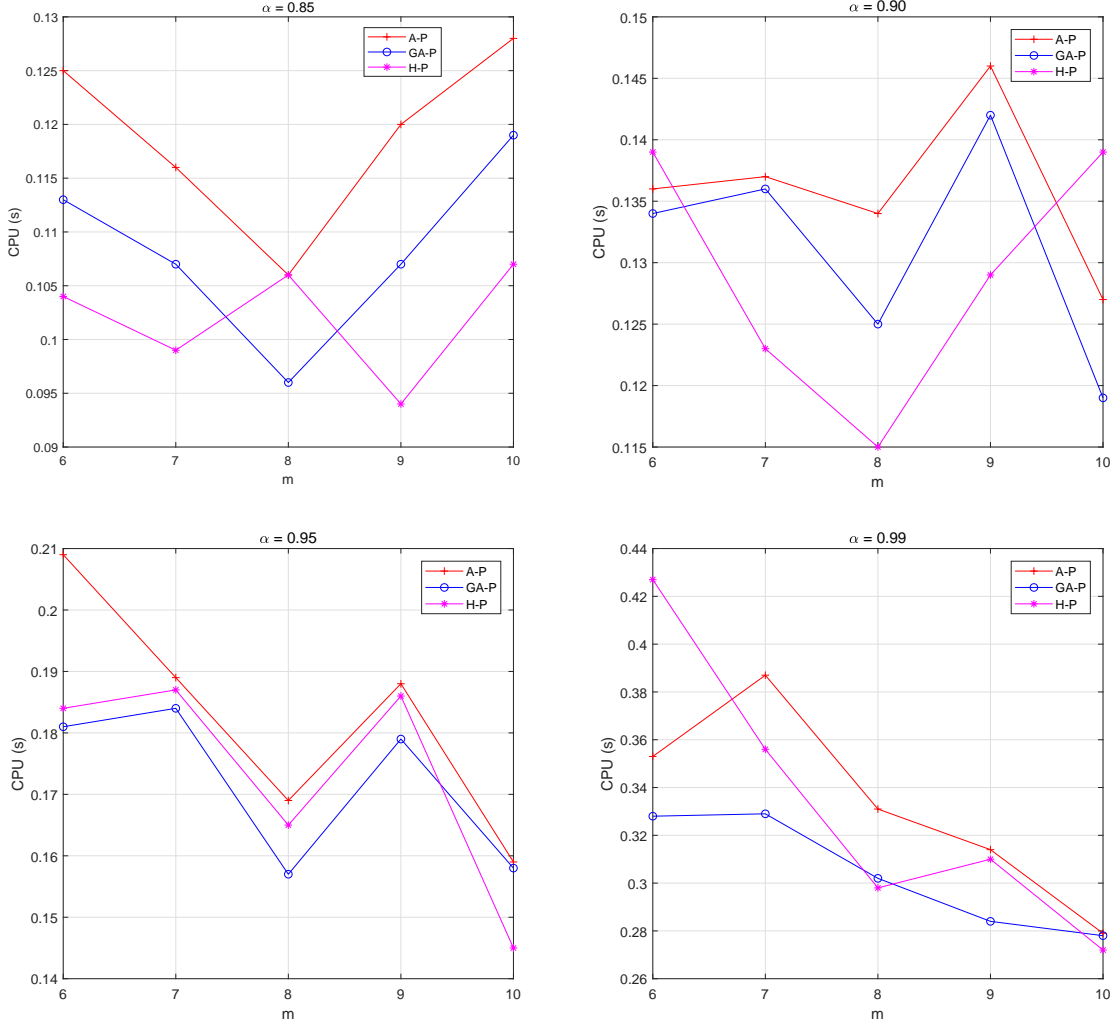 α = 0.85
0.13
0.125
0.12
0.115
0.11
0.105
0.1
0.095
0.09
CPU (s)
6
7
8
9
10
m
A-P
GA-P
H-P
α = 0.90
0.15
0.145
0.14
0.135
0.13
0.125
0.12
0.115
CPU (s)
6
7
8
9
10
m
A-P
GA-P
H-P
α = 0.95
0.21
0.2
0.19
0.18
0.17
0.16
0.15
0.14
CPU (s)
6
7
8
9
10
m
A-P
GA-P
H-P
α = 0.99
0.44
0.42
0.4
0.38
0.36
0.34
0.32
0.3
0.28
0.26
CPU (s)
6
7
8
9
10
m
A-P
GA-P
H-P